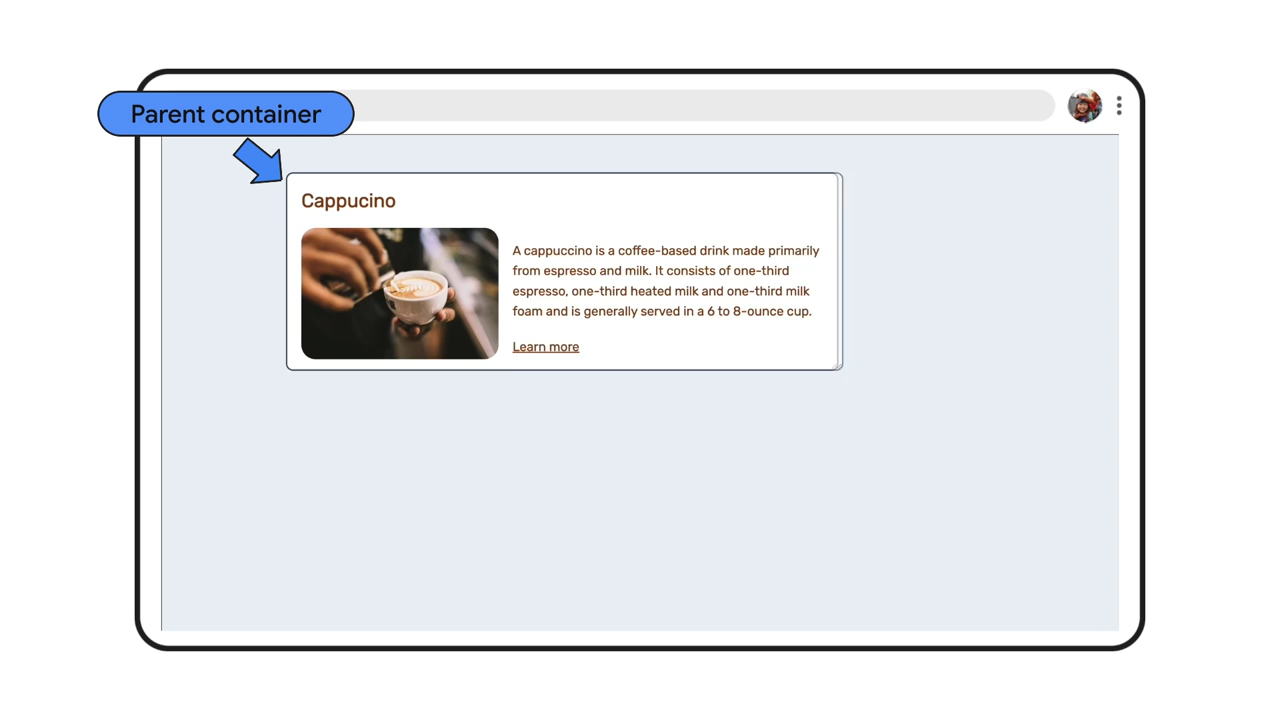 Parent container
Cappucino
A cappuccino is a coffee-based drink made primarily
from espresso and milk. It consists of one-third
espresso, one-third heated milk and one-third milk
foam and is generally served in a 6 to 8-ounce cup.
Learn more